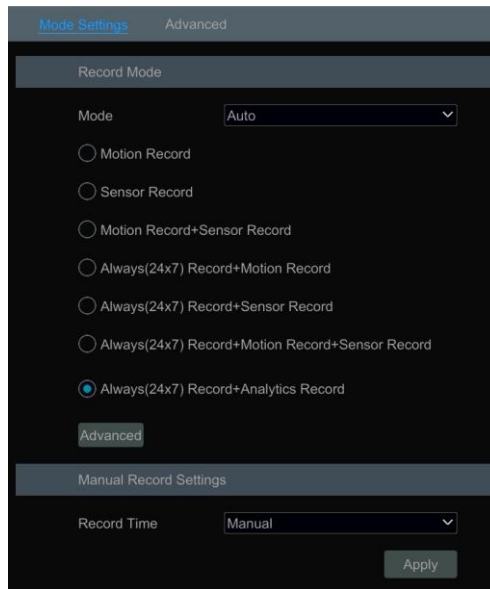 Mode Settings Advanced
Record Mode
Mode Auto
Motion Record
Sensor Record
Motion Record+Sensor Record
Always(24x7) Record+Motion Record
Always(24x7) Record+Sensor Record
Always(24x7) Record+Motion Record+Sensor Record
Always(24x7) Record+Analytics Record
Advanced
Manual Record Settings
Record Time Manual
Apply